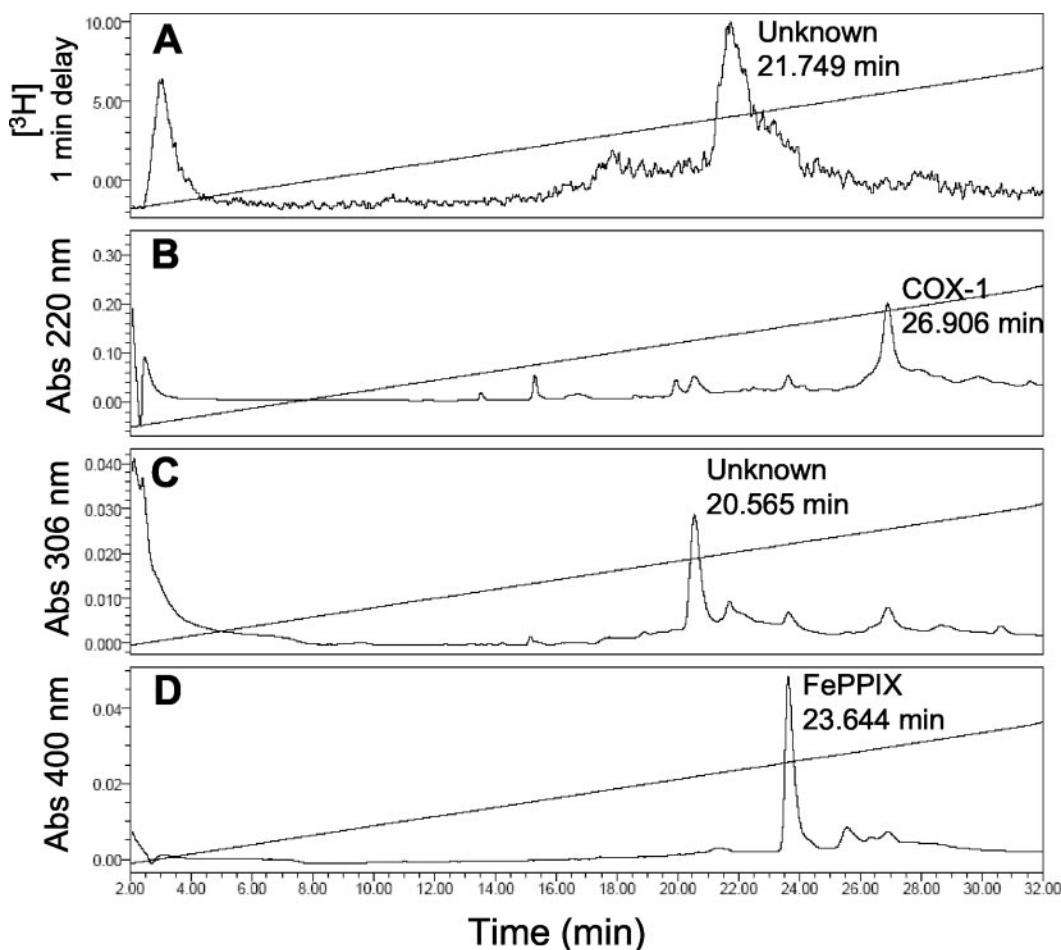 A
[³H]
1 min delay
10.00
5.00
0.00
Unknown
21.749 min
B
Abs 220 nm
0.30
0.20
0.10
0.00
COX-1
26.906 min
C
Abs 306 nm
0.040
0.030
0.020
0.010
0.000
Unknown
20.565 min
D
Abs 400 nm
0.04
0.02
0.00
FePPIX
23.644 min
2.00 4.00 6.00 8.00 10.00 12.00 14.00 16.00 18.00 20.00 22.00 24.00 26.00 28.00 30.00 32.00
Time (min)